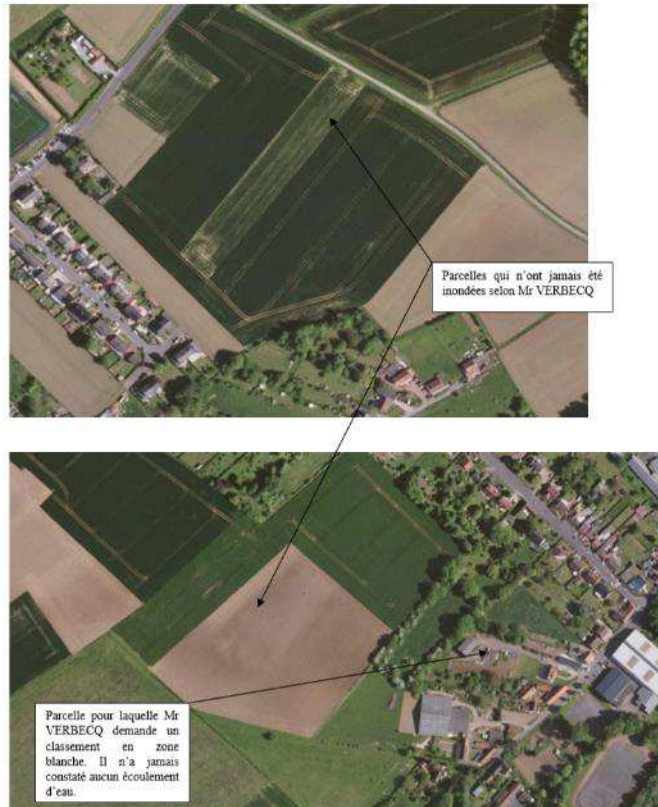 Parcelles qui n'ont jamais été
inondées selon Mr VERBECQ
Parcelle pour laquelle Mr
VERBECQ demande un
classement en zone
blanche. Il n'a jamais
constaté aucun écoulement
d'eau.